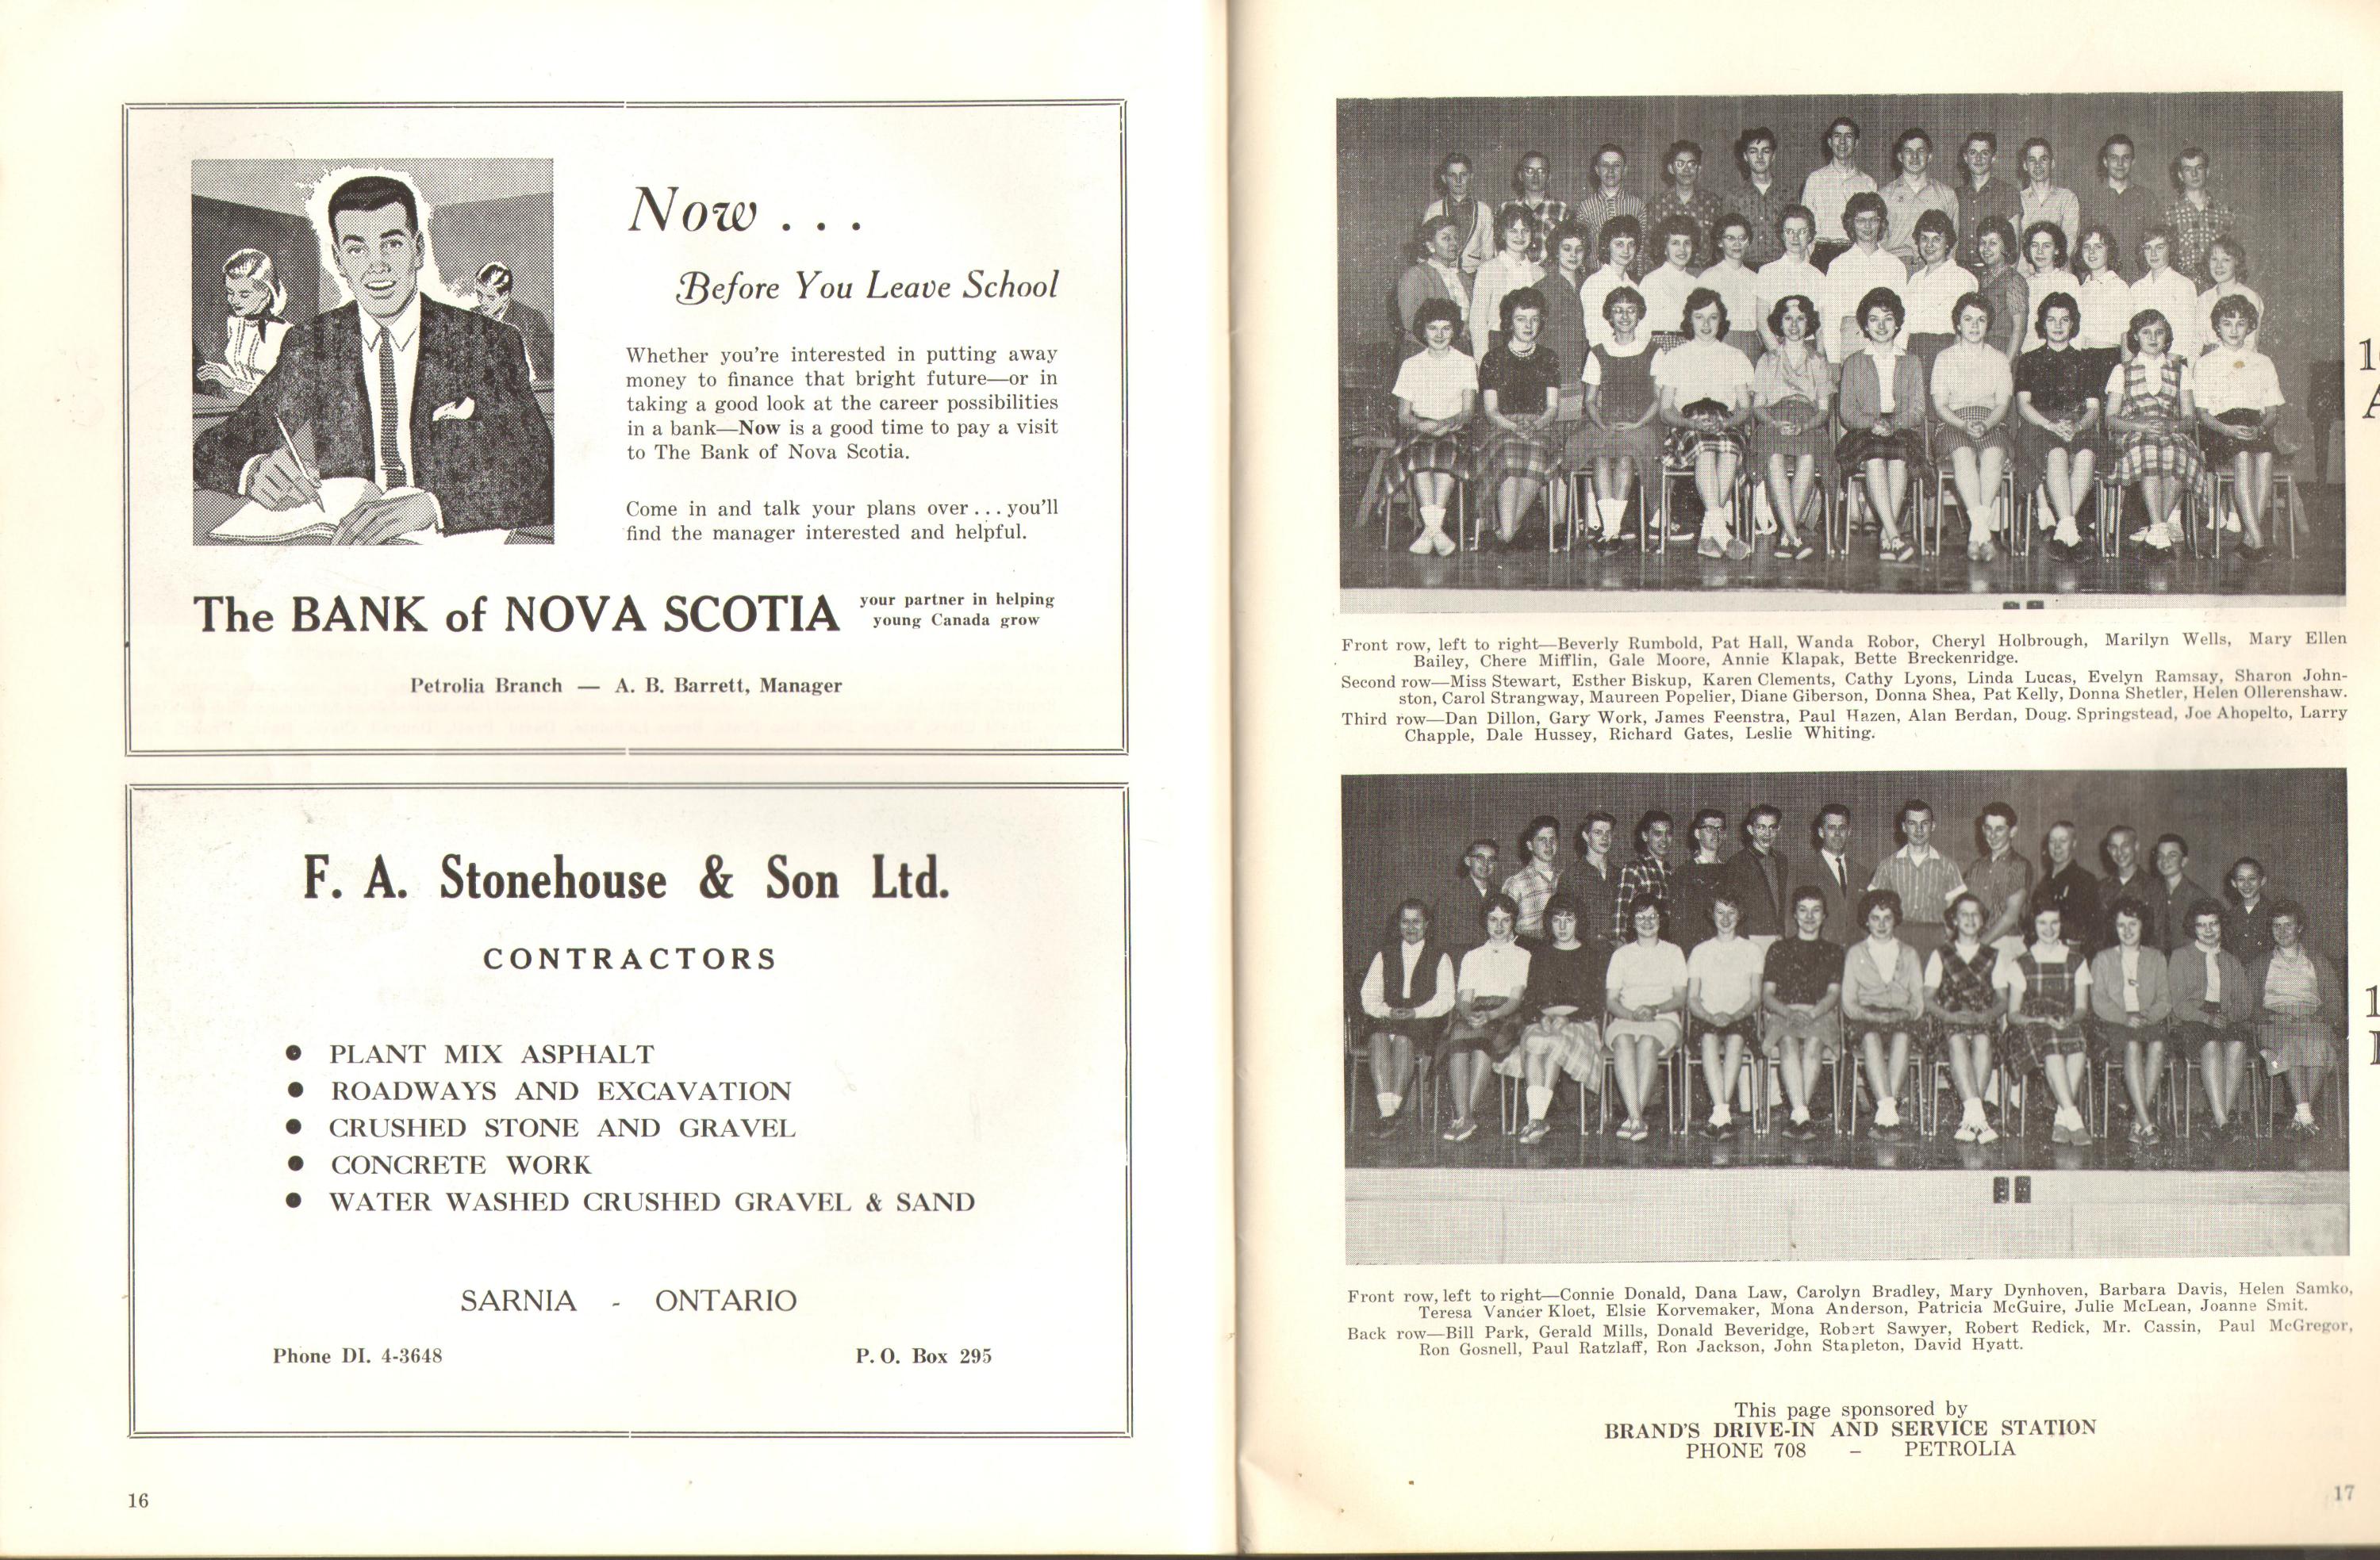 Now . . .
Before You Leave School
Whether you're interested in putting away
money to finance that bright future—or in
taking a good look at the career possibilities
in a bank—Now is a good time to pay a visit
to The Bank of Nova Scotia.
Come in and talk your plans over . . . you'll
find the manager interested and helpful.
The BANK of NOVA SCOTIA
your partner in helping
young Canada grow
Petrolia Branch — A. B. Barrett, Manager
F. A. Stonehouse & Son Ltd.
CONTRACTORS
● PLANT MIX ASPHALT
● ROADWAYS AND EXCAVATION
● CRUSHED STONE AND GRAVEL
● CONCRETE WORK
● WATER WASHED CRUSHED GRAVEL & SAND
SARNIA - ONTARIO
Phone DI. 4-3648 P. O. Box 295
16
Front row, left to right—Beverly Rumbold, Pat Hall, Wanda Robor, Cheryl Holbrough, Marilyn Wells, Mary Ellen
Bailey, Chere Mifflin, Gale Moore, Annie Klapak, Bette Breckenridge.
Second row—Miss Stewart, Esther Biskup, Karen Clements, Cathy Lyons, Linda Lucas, Evelyn Ramsay, Sharon John-
ston, Carol Strangway, Maureen Popelier, Diane Giberson, Donna Shea, Pat Kelly, Donna Shetler, Helen Ollerenshaw.
Third row—Dan Dillon, Gary Work, James Feenstra, Paul Hazen, Alan Berdan, Doug. Springstead, Joe Ahopelto, Larry
Chapple, Dale Hussey, Richard Gates, Leslie Whiting.
Front row, left to right—Connie Donald, Dana Law, Carolyn Bradley, Mary Dynhoven, Barbara Davis, Helen Samko,
Teresa Vander Kloet, Elsie Korvemaker, Mona Anderson, Patricia McGuire, Julie McLean, Joanne Smit.
Back row—Bill Park, Gerald Mills, Donald Beveridge, Robert Sawyer, Robert Redick, Mr. Cassin, Paul McGregor,
Ron Gosnell, Paul Ratzlaff, Ron Jackson, John Stapleton, David Hyatt.
This page sponsored by
BRAND'S DRIVE-IN AND SERVICE STATION
PHONE 708 – PETROLIA
17